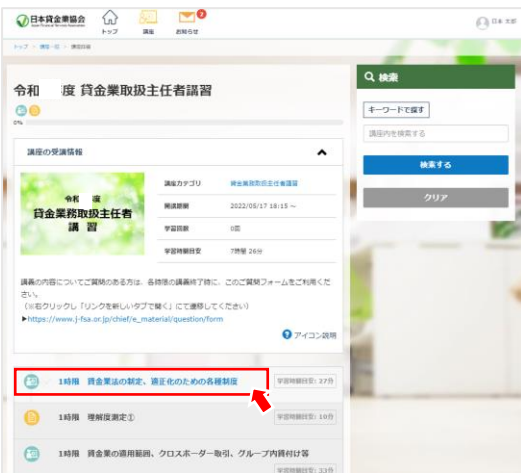 日本貸金業協会
トップ
講座
お知らせ
2
日本 太郎
トップ > 講座一覧 > 講座詳細
令和 度 貸金業取扱主任者講習
0%
講座の受講情報
令和 度
貸金業務取扱主任者
講 習
講座カテゴリ 貸金業務取扱主任者講習
開講期間 2022/05/17 18:15 ～
学習回数 0回
学習時間目安 7時間 26分
講義の内容についてご質問のある方は、各時限の講義終了時に、このご質問フォームをご利用くだ
さい。
（※右クリックし「リンクを新しいタブで開く」にて遷移してください）
▶https://www.j-fsa.or.jp/chief/e_material/question/form
アイコン説明
1時限 貸金業法の制定、適正化のための各種制度 学習時間目安: 27分
1時限 理解度測定① 学習時間目安: 10分
1時限 貸金業の適用範囲、クロスボーダー取引、グループ内貸付け等
学習時間目安: 33分
検索
キーワードで探す
講座内を検索する
検索する
クリア